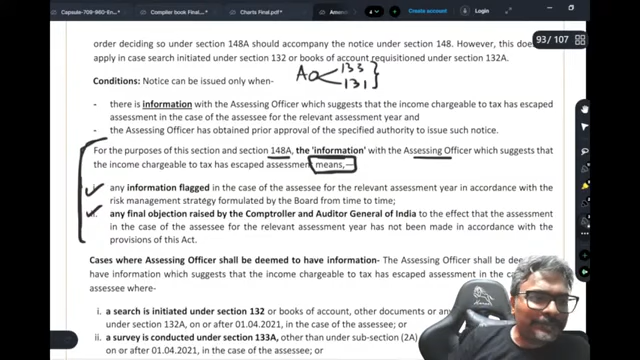 Capsula-709-980-En
Compiler book Final.
Charts Final.pdf
Amend
4
Create account
Download Now
93 / 107
order deciding so under section 148A should accompany the notice under section 148. However, this does
apply in case search initiated under section 132 or books of account requisitioned under section 132A.
AO 133
131
Conditions: Notice can be issued only when-
- there is information with the Assessing Officer which suggests that the income chargeable to tax has escaped
assessment in the case of the assessee for the relevant assessment year and
- the Assessing Officer has obtained prior approval of the specified authority to issue such notice.
For the purposes of this section and section 148A, the 'information' with the Assessing Officer which suggests that
the income chargeable to tax has escaped assessment means,—
any information flagged in the case of the assessee for the relevant assessment year in accordance with the
risk management strategy formulated by the Board from time to time;
any final objection raised by the Comptroller and Auditor General of India to the effect that the assessment
in the case of the assessee for the relevant assessment year has not been made in accordance with the
provisions of this Act.
Cases where Assessing Officer shall be deemed to have information- The Assessing Officer shall be
have information which suggests that the income chargeable to tax has escaped
assessee where-
i. a search is initiated under section 132 or books of account, other documents or any
under section 132A, on or after 01.04.2021, in the case of the assessee; or
ii. a survey is conducted under section 133A, other than under sub-section (2A)
on or after 01.04.2021, in the case of the assessee; or